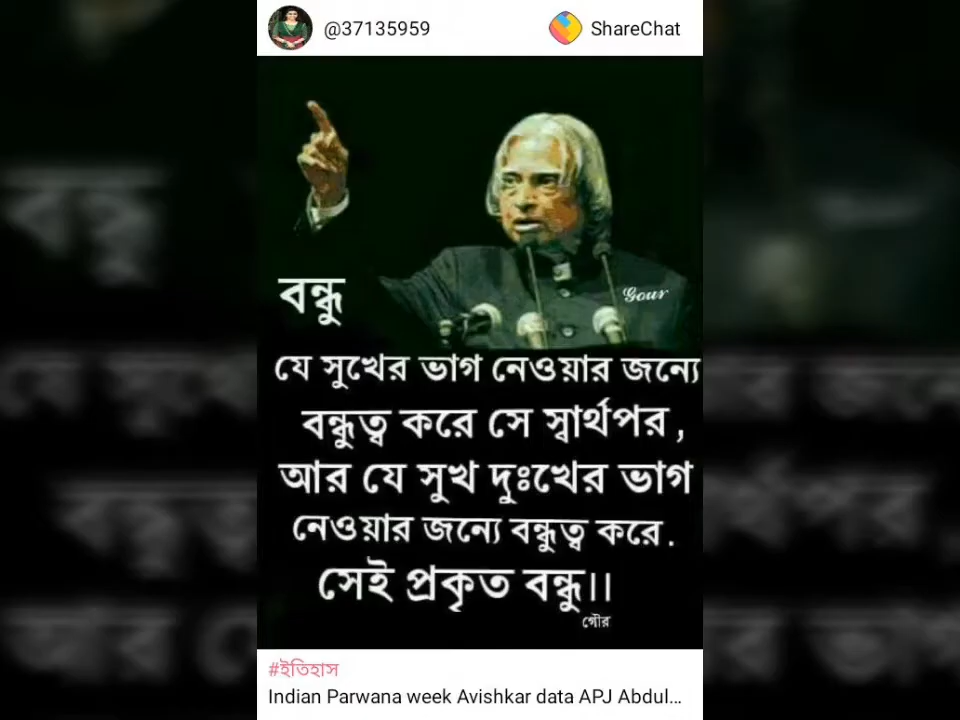 @37135959
ShareChat
বন্ধু
Gour
যে সুখের ভাগ নেওয়ার জন্যে
বন্ধুত্ব করে সে স্বার্থপর,
আর যে সুখ দুঃখের ভাগ
নেওয়ার জন্যে বন্ধুত্ব করে.
সেই প্রকৃত বন্ধু।।
গৌর
#ইতিহাস
Indian Parwana week Avishkar data APJ Abdul...